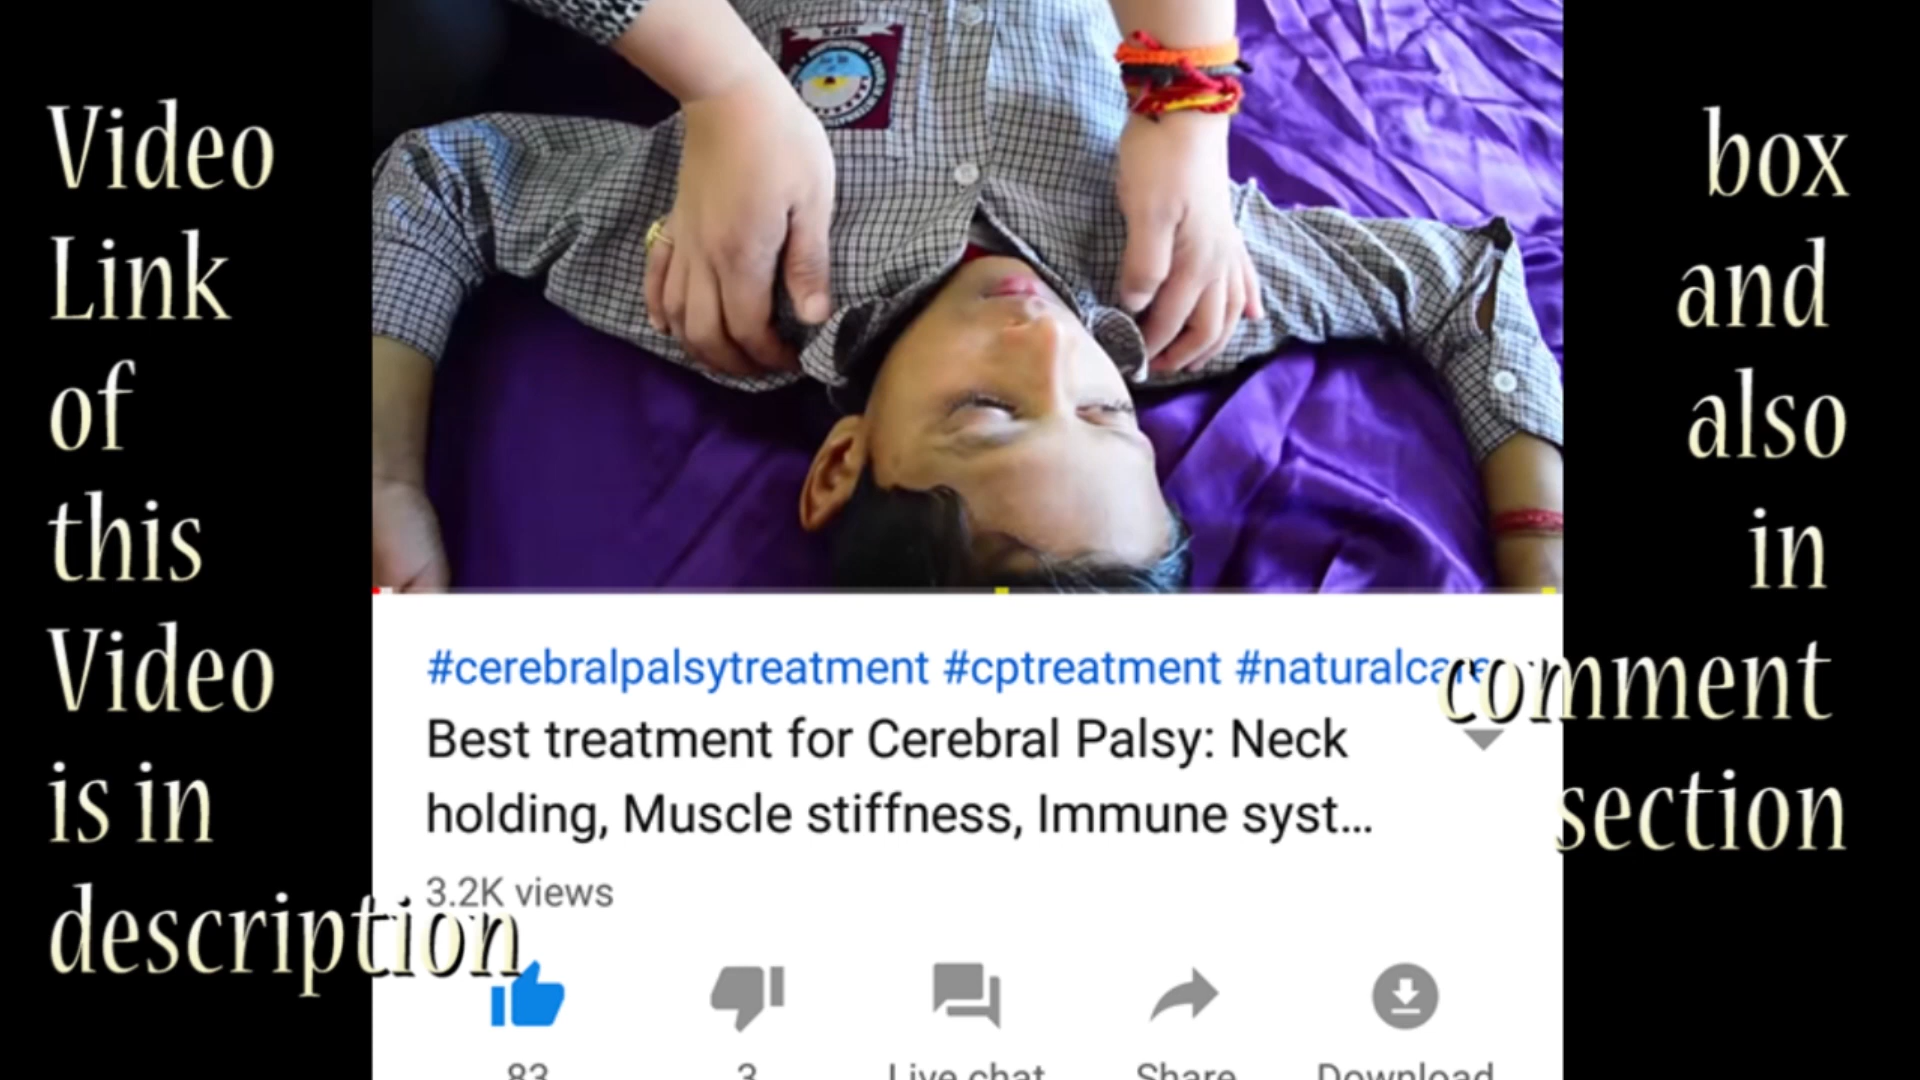 Video
Link
of
this
Video
is in
description
box
and
also
in
comment
section
#cerebralpalsytreatment #cptreatment #naturalcare
Best treatment for Cerebral Palsy: Neck
holding, Muscle stiffness, Immune syst...
3.2K views
83 3 Live chat Share Download